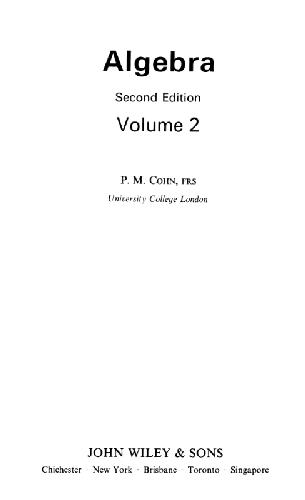 Algebra
Second Edition
Volume 2
P. M. COHN, FRS
University College London
JOHN WILEY & SONS
Chichester · New York · Brisbane · Toronto · Singapore